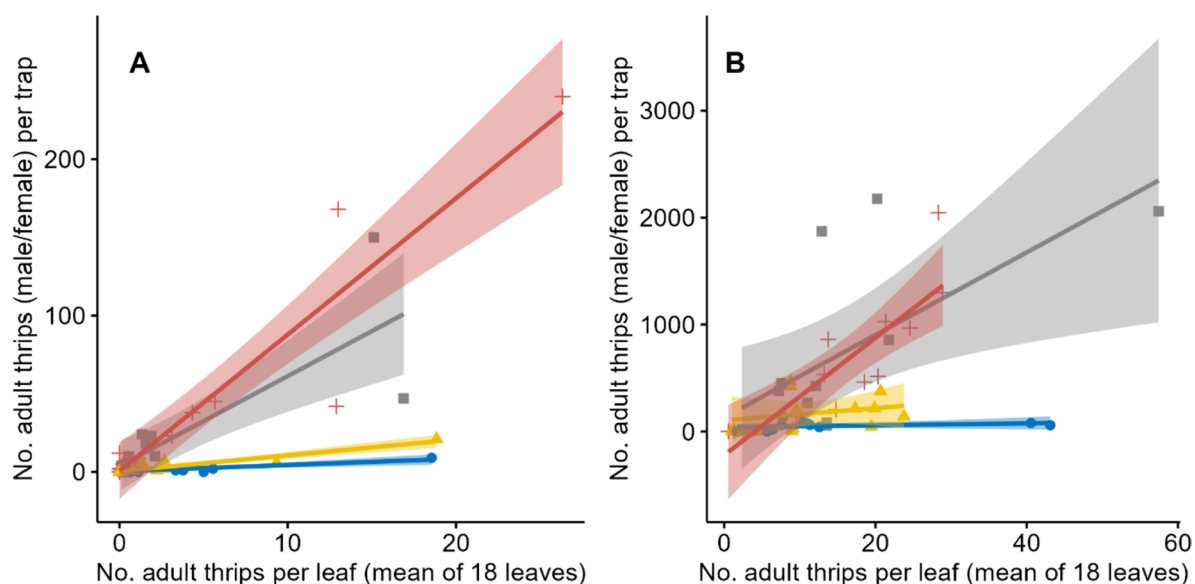 A
No. adult thrips (male/female) per trap
200
100
0
0
10
20
No. adult thrips per leaf (mean of 18 leaves)
B
No. adult thrips (male/female) per trap
3000
2000
1000
0
0
20
40
60
No. adult thrips per leaf (mean of 18 leaves)